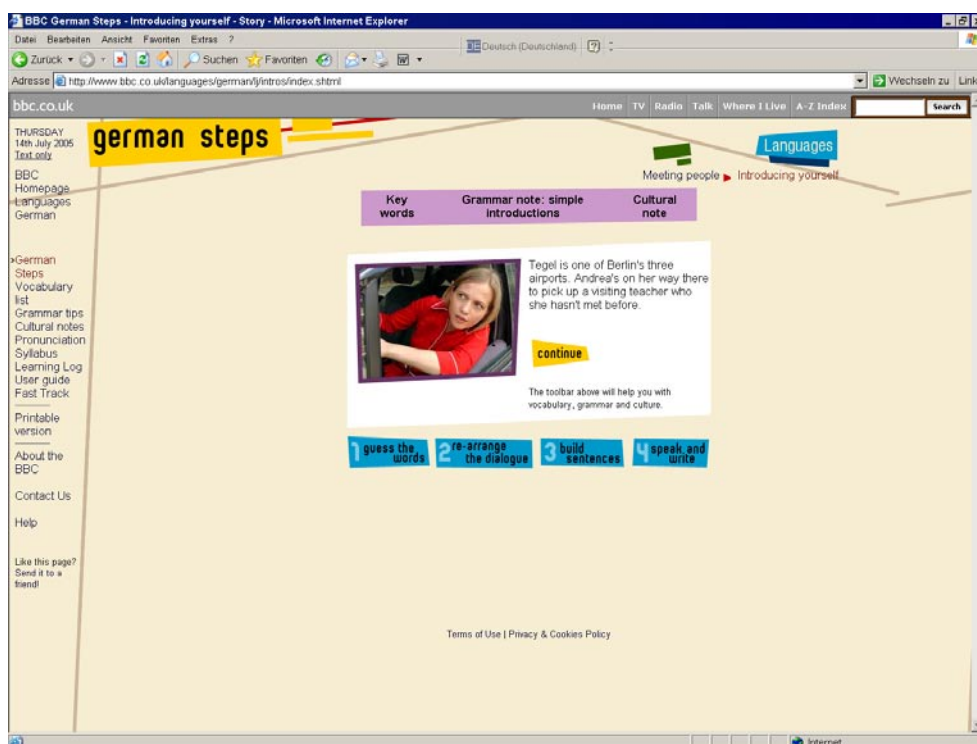 BBC German Steps - Introducing yourself - Story - Microsoft Internet Explorer
Datei Bearbeiten Ansicht Favoriten Extras ?
DE Deutsch (Deutschland) ?
Zurück Suchen Favoriten
Adresse http://www.bbc.co.uk/languages/german/lj/intros/index.shtml Wechseln zu Link
bbc.co.uk Home TV Radio Talk Where I Live A-Z Index Search
THURSDAY
14th July 2005
Text only
BBC
Homepage
Languages
German
»German
Steps
Vocabulary
list
Grammar tips
Cultural notes
Pronunciation
Syllabus
Learning Log
User guide
Fast Track
Printable
version
About the
BBC
Contact Us
Help
Like this page?
Send it to a
friend!
german steps
Languages
Meeting people ▶ Introducing yourself
Key
words
Grammar note: simple
introductions
Cultural
note
Tegel is one of Berlin's three
airports. Andrea's on her way there
to pick up a visiting teacher who
she hasn't met before.
continue
The toolbar above will help you with
vocabulary, grammar and culture.
1 guess the
words
2 re-arrange
the dialogue
3 build
sentences
4 speak and
write
Terms of Use | Privacy & Cookies Policy
Internet